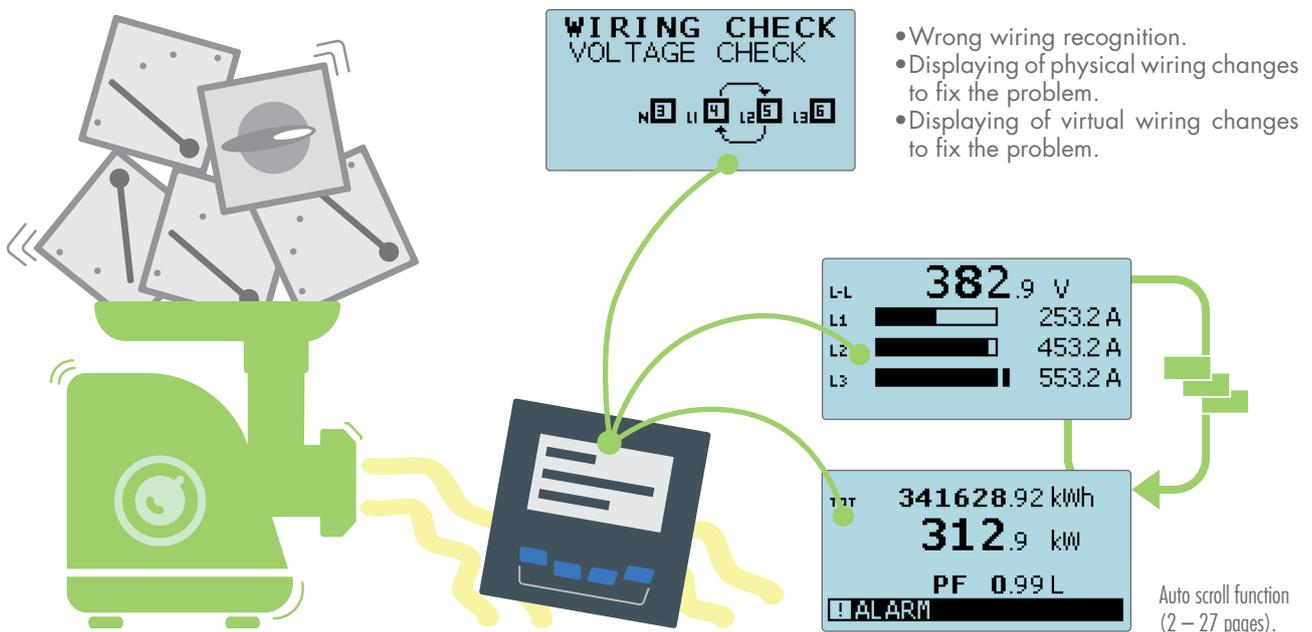 WIRING CHECK
VOLTAGE CHECK
N 3 L1 4 L2 5 L3 6
•Wrong wiring recognition.
•Displaying of physical wiring changes
to fix the problem.
•Displaying of virtual wiring changes
to fix the problem.
L-L 382.9 V
L1 253.2 A
L2 453.2 A
L3 553.2 A
TOT 341628.92 kWh
312.9 kW
PF 0.99 L
! ALARM
Auto scroll function
(2 – 27 pages).